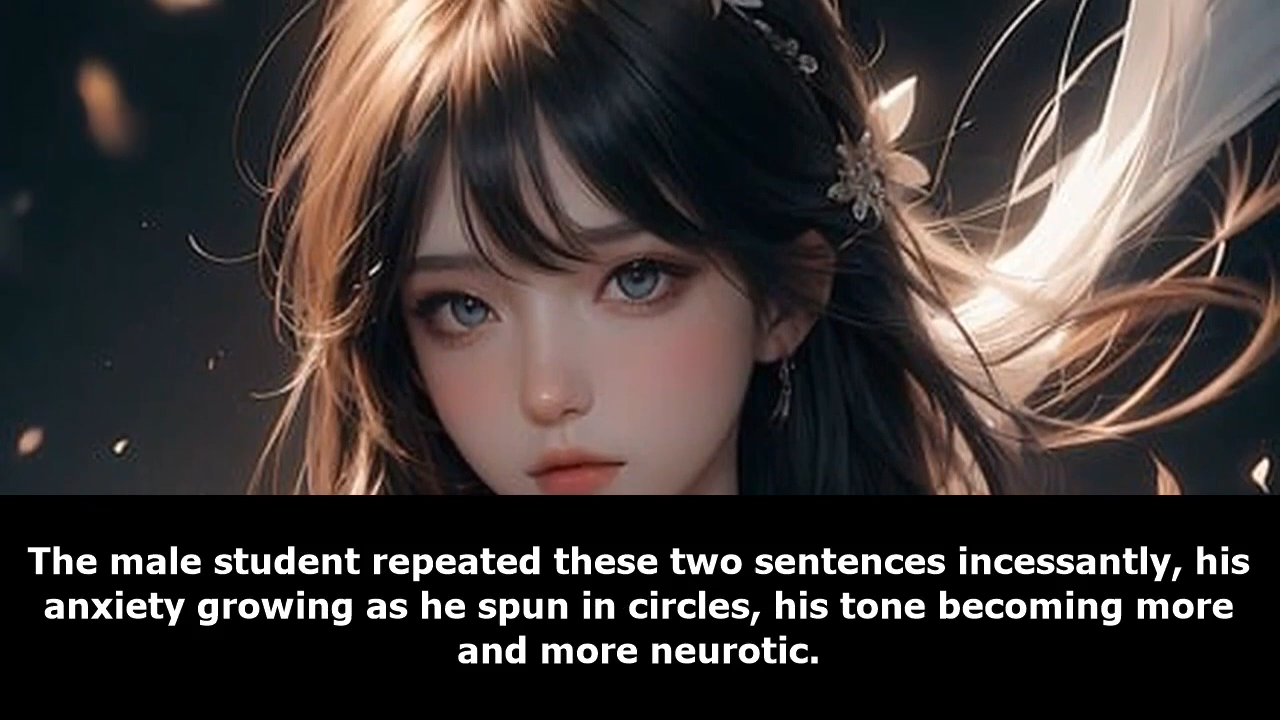 The male student repeated these two sentences incessantly, his
anxiety growing as he spun in circles, his tone becoming more
and more neurotic.